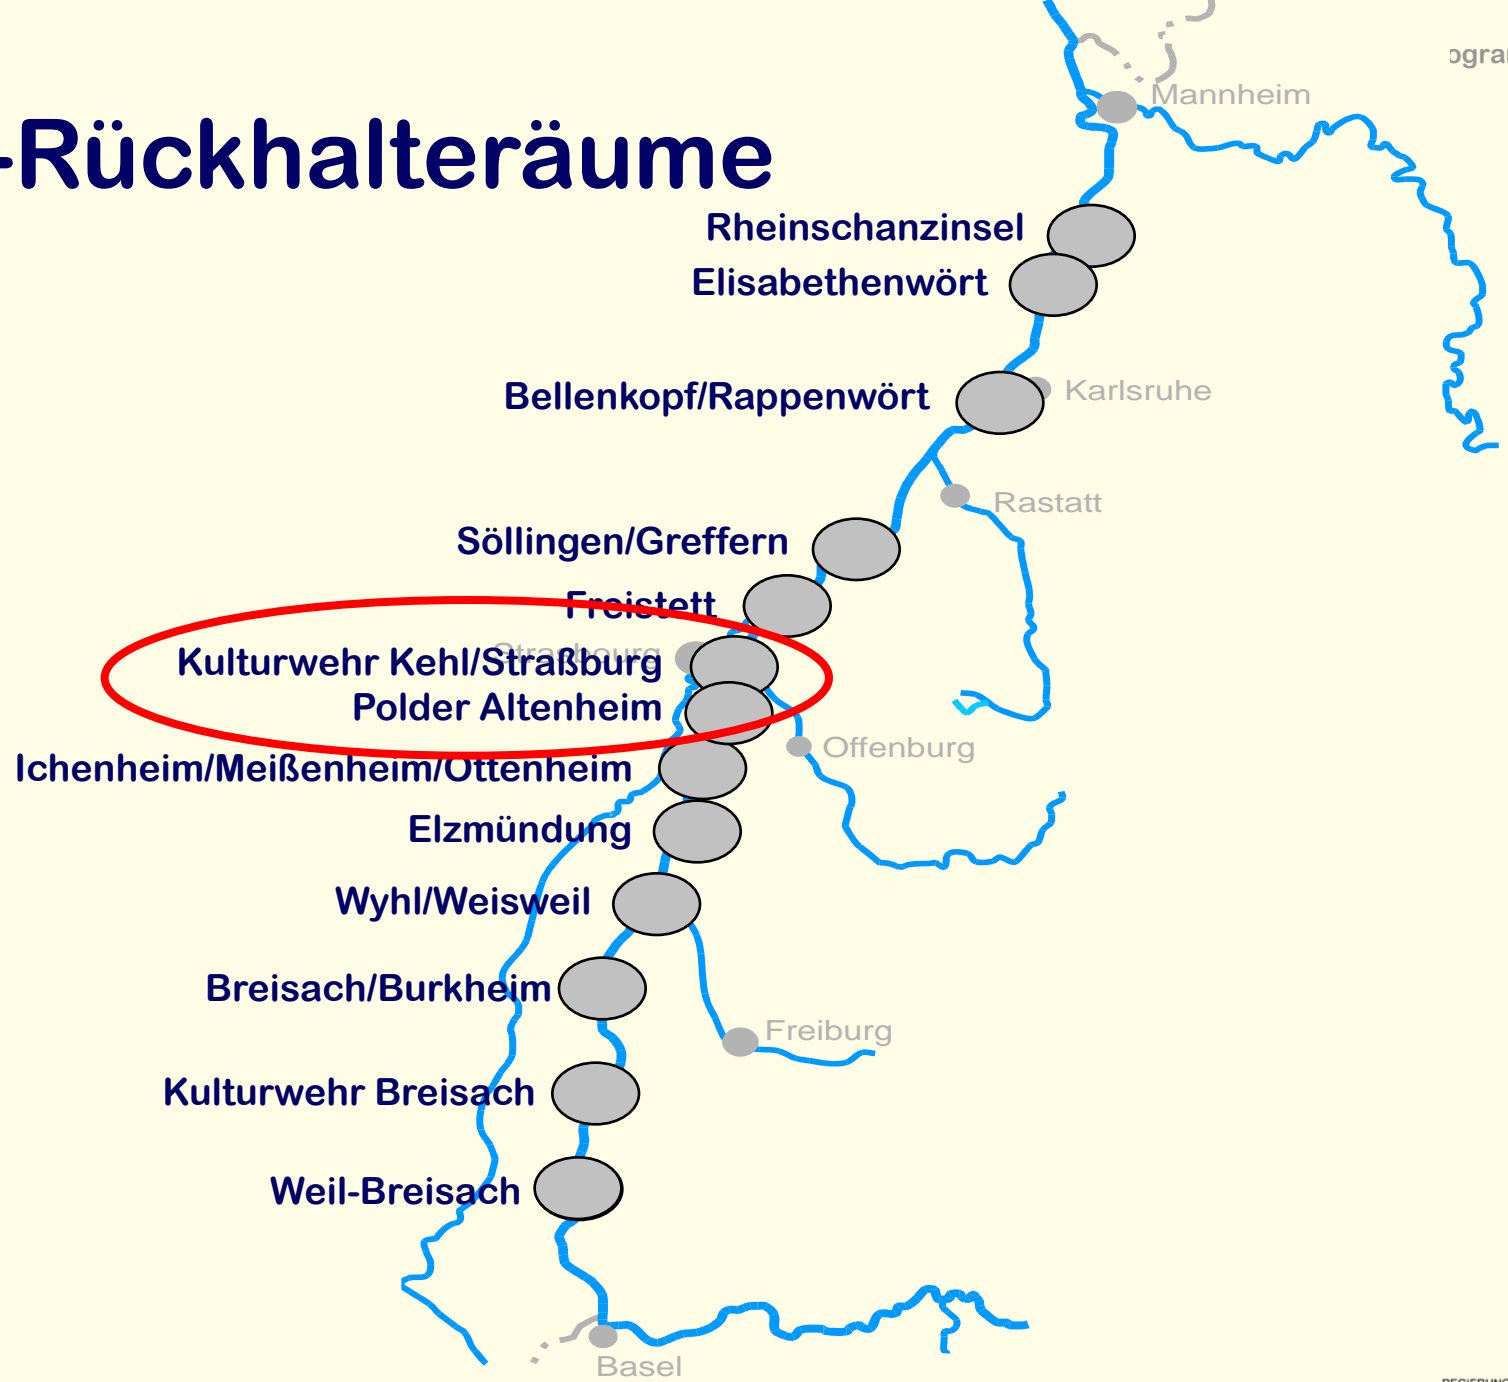 Mannheim
-Rückhalteräume
Rheinschanzinsel
Elisabethenwört
Bellenkopf/Rappenwört
Karlsruhe
Rastatt
Söllingen/Greffern
Freistett
Strasbourg
Kulturwehr Kehl/Straßburg
Polder Altenheim
Offenburg
Ichenheim/Meißenheim/Ottenheim
Elzmündung
Wyhl/Weisweil
Breisach/Burkheim
Freiburg
Kulturwehr Breisach
Weil-Breisach
Basel